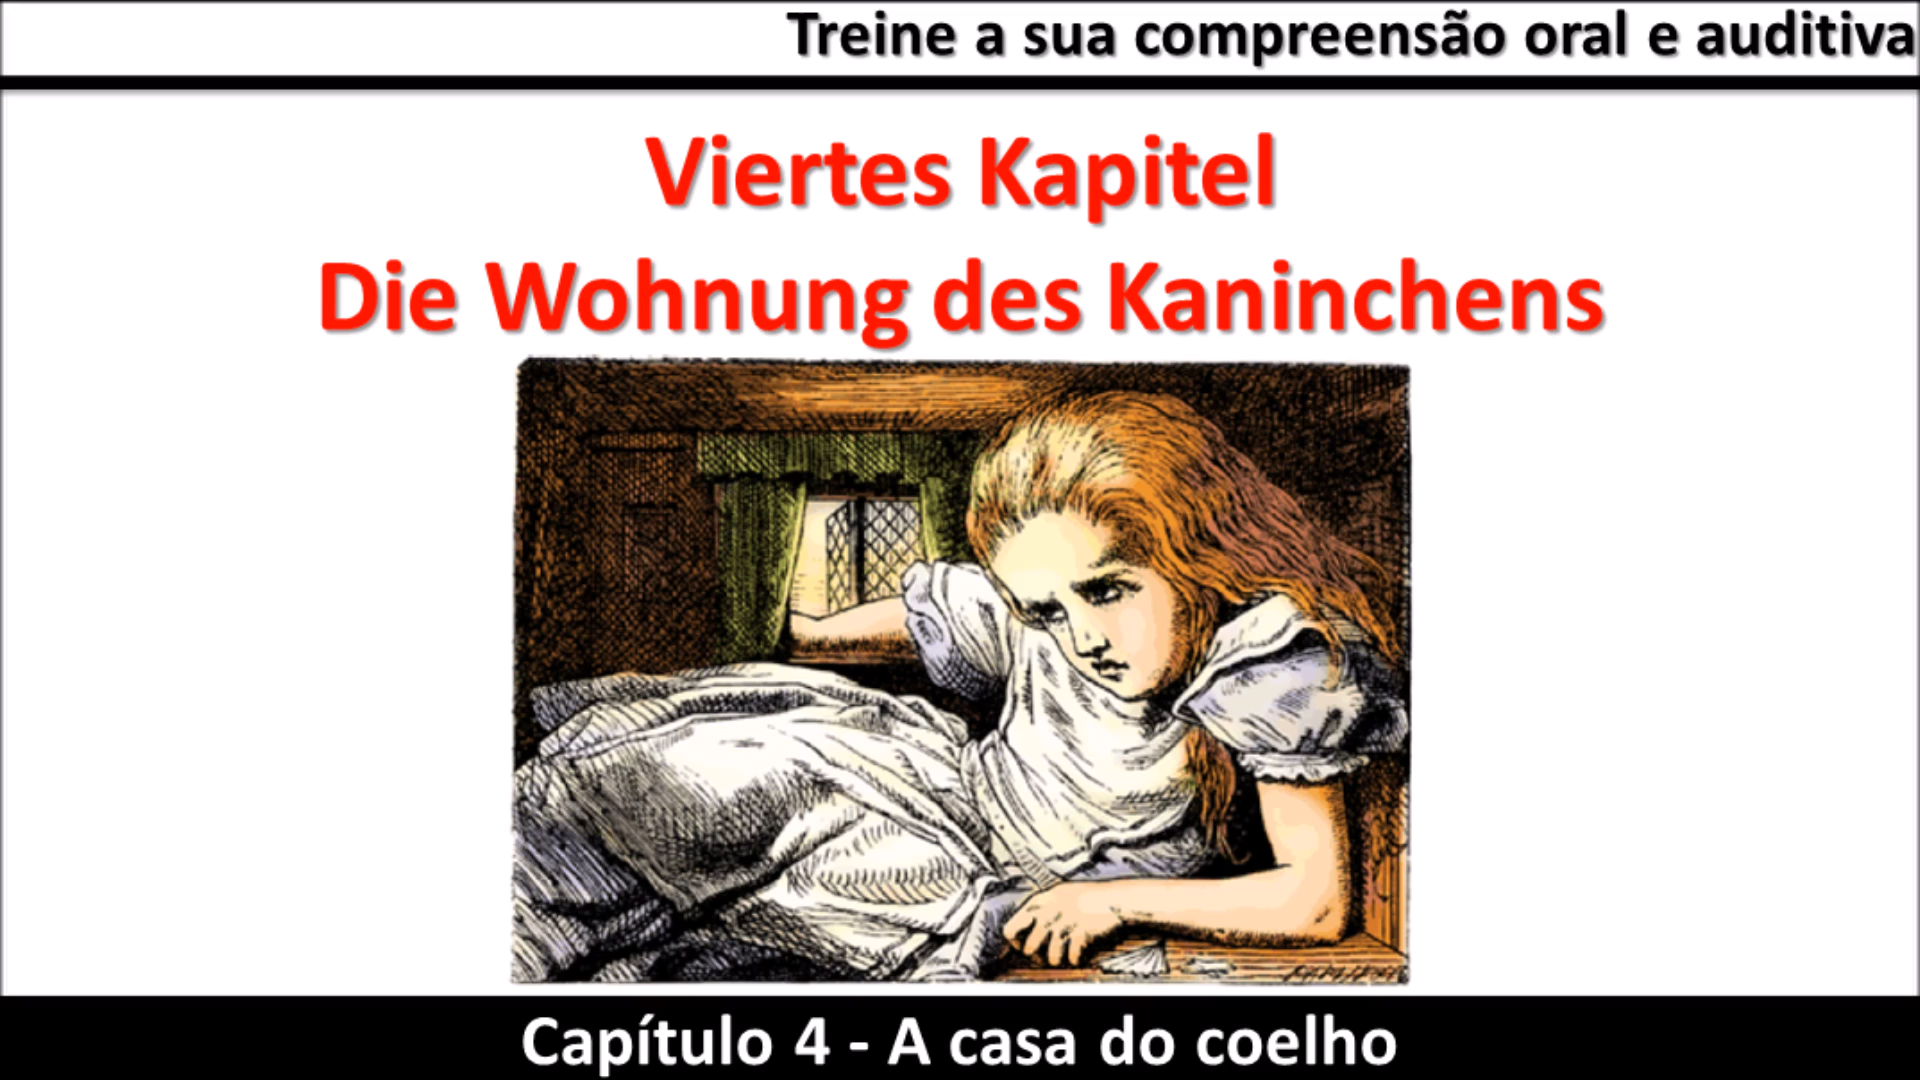 Treine a sua compreensão oral e auditiva
Viertes Kapitel
Die Wohnung des Kaninchens
Capítulo 4 - A casa do coelho